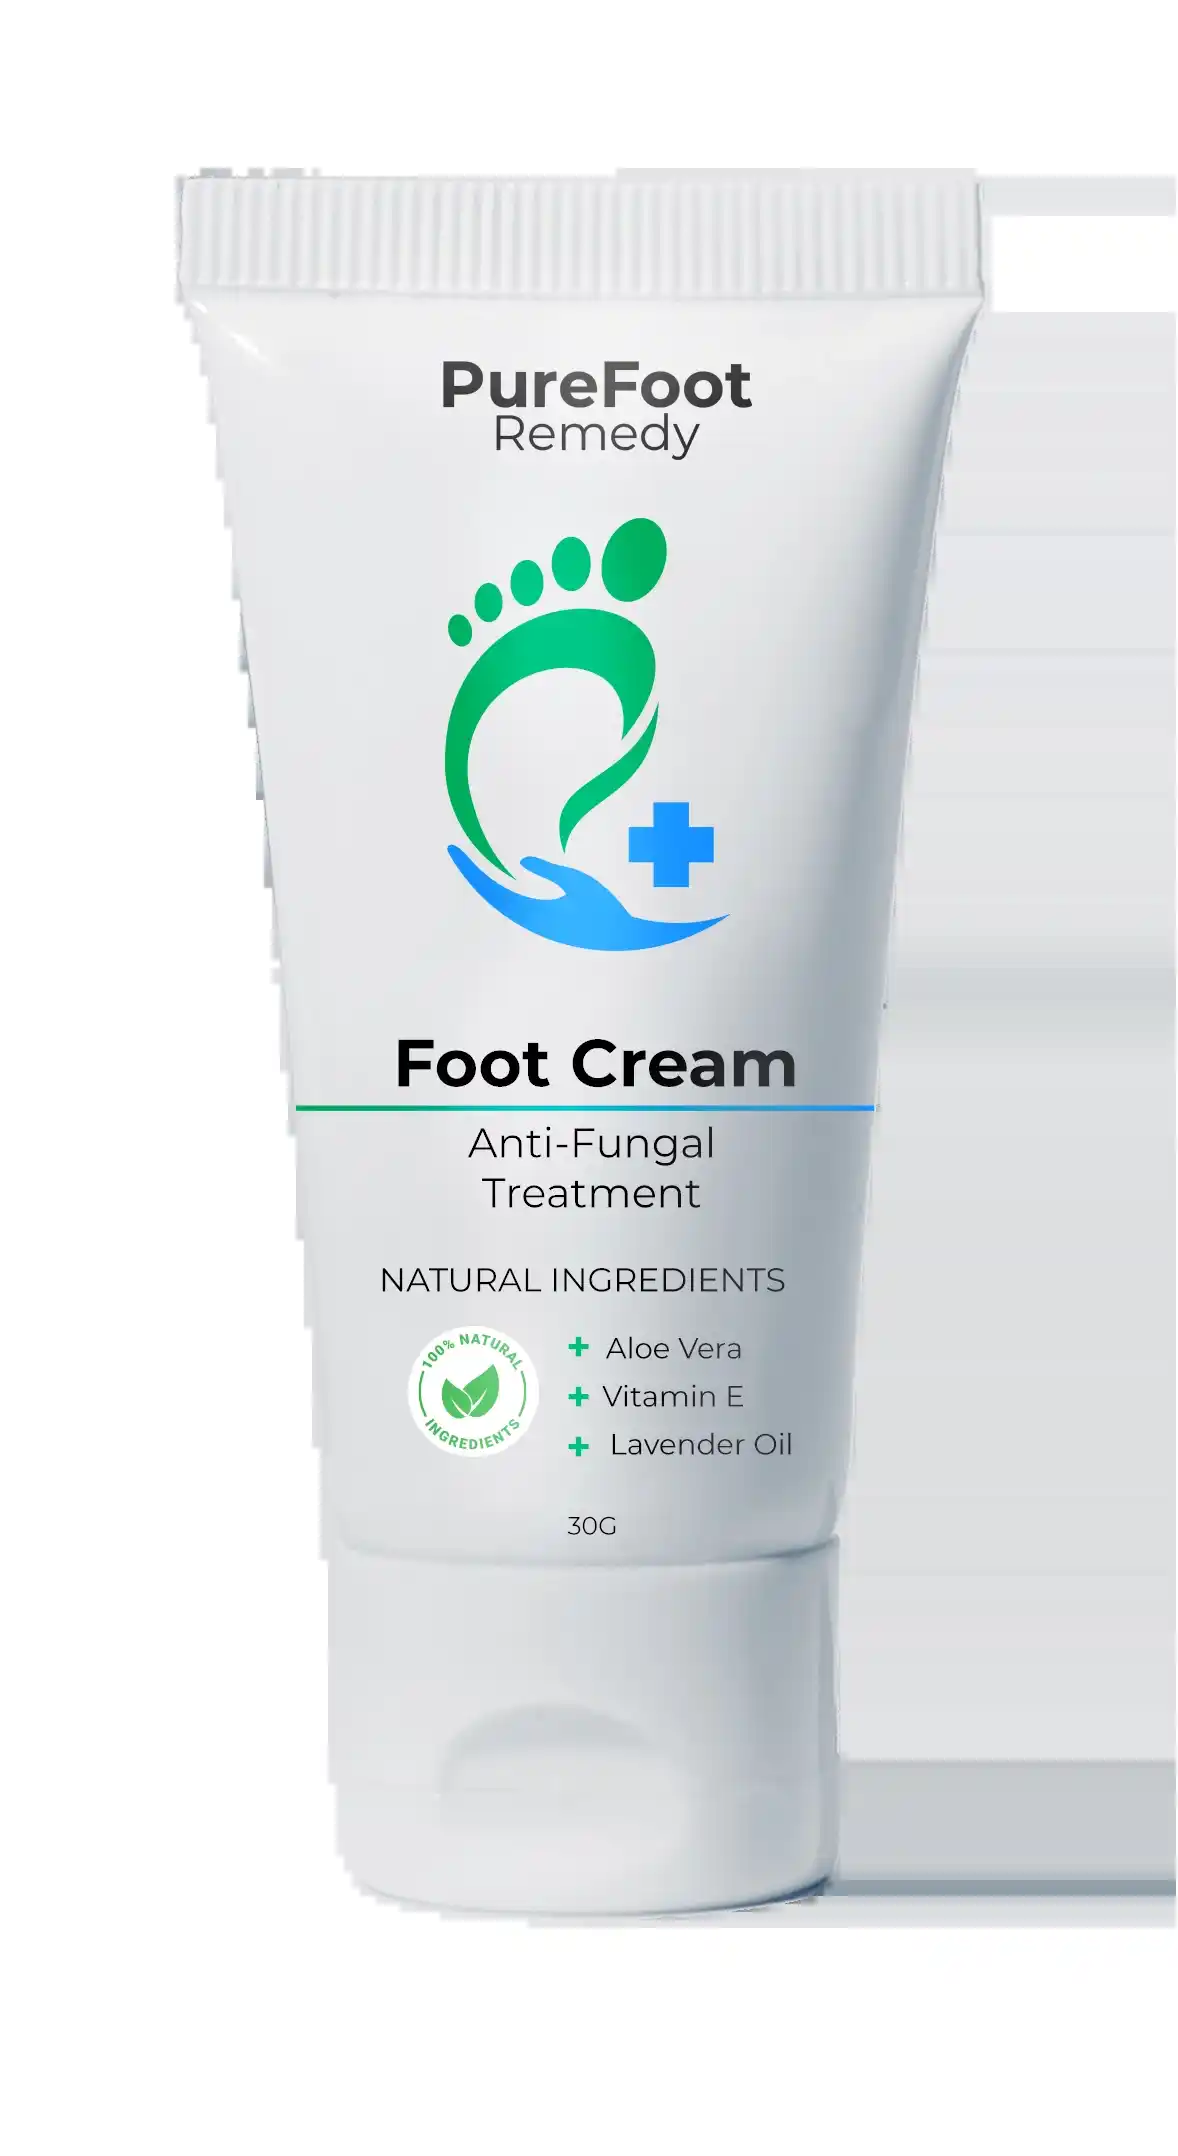 PureFoot
Remedy
Foot Cream
Anti-Fungal
Treatment
NATURAL INGREDIENTS
100% NATURAL
INGREDIENTS
Aloe Vera
Vitamin E
Lavender Oil
30G